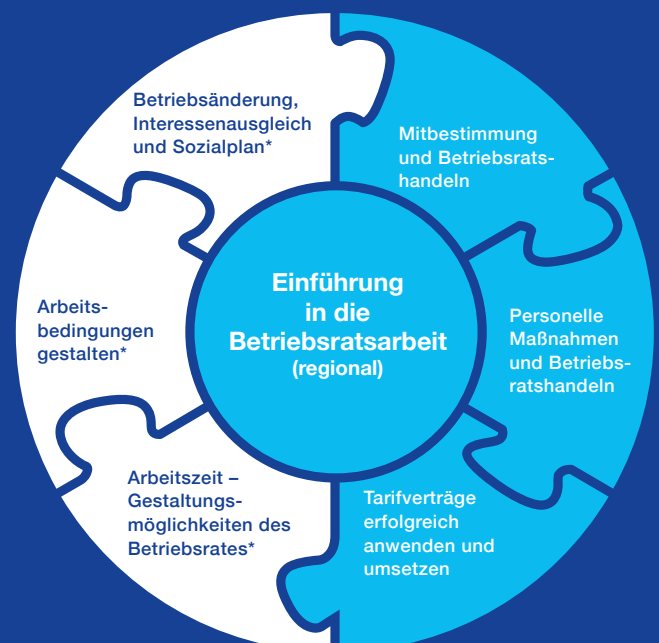 Betriebsänderung,
Interessenausgleich
und Sozialplan*
Mitbestimmung
und Betriebsrats-
handeln
Einführung
in die
Betriebsratsarbeit
(regional)
Arbeits-
bedingungen
gestalten*
Personelle
Maßnahmen
und Betriebs-
ratshandeln
Arbeitszeit –
Gestaltungs-
möglichkeiten des
Betriebsrates*
Tarifverträge
erfolgreich
anwenden und
umsetzen